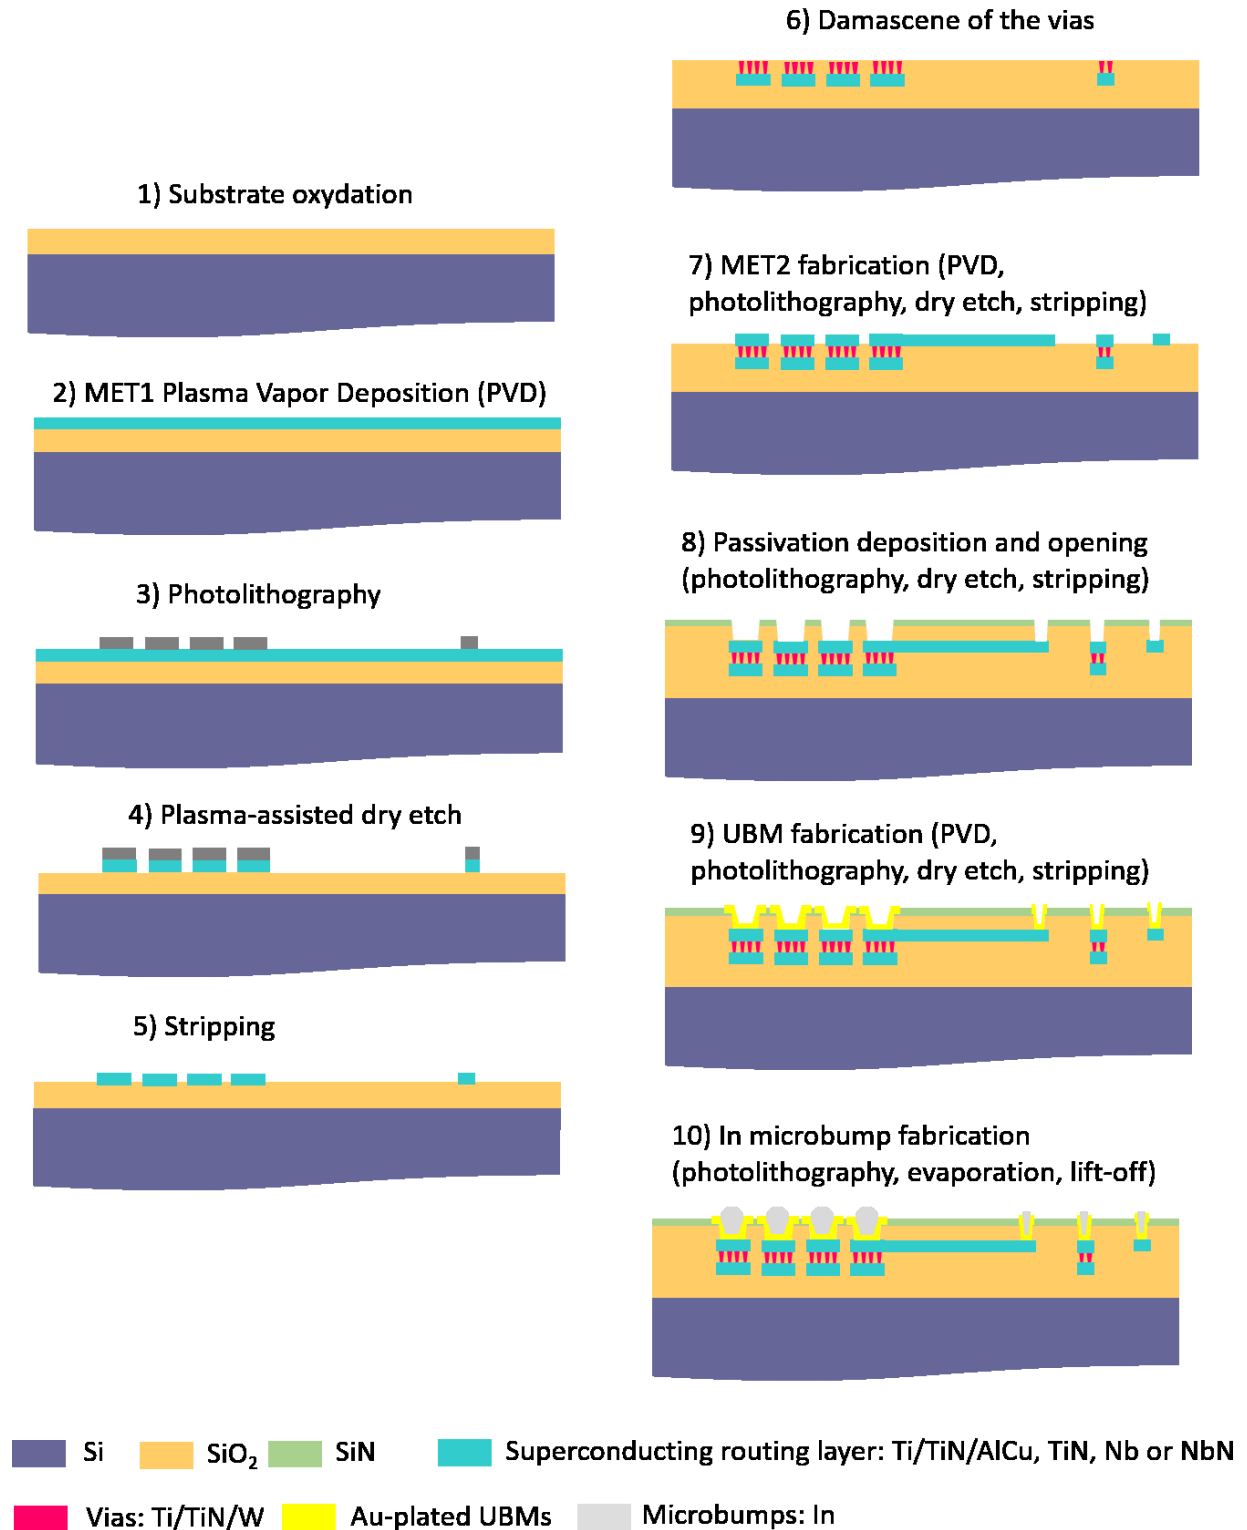 1) Substrate oxydation
2) MET1 Plasma Vapor Deposition (PVD)
3) Photolithography
4) Plasma-assisted dry etch
5) Stripping
6) Damascene of the vias
7) MET2 fabrication (PVD,
photolithography, dry etch, stripping)
8) Passivation deposition and opening
(photolithography, dry etch, stripping)
9) UBM fabrication (PVD,
photolithography, dry etch, stripping)
10) In microbump fabrication
(photolithography, evaporation, lift-off)
Si SiO₂ SiN Superconducting routing layer: Ti/TiN/AlCu, TiN, Nb or NbN
Vias: Ti/TiN/W Au-plated UBMs Microbumps: In